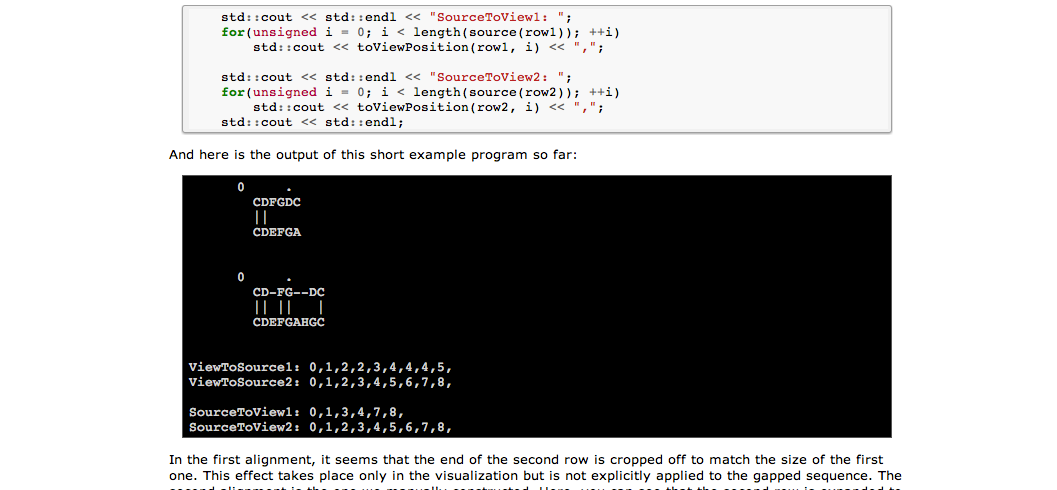 std::cout << std::endl << "SourceToView1: ";
for(unsigned i = 0; i < length(source(row1)); ++i)
    std::cout << toViewPosition(row1, i) << ",";
std::cout << std::endl << "SourceToView2: ";
for(unsigned i = 0; i < length(source(row2)); ++i)
    std::cout << toViewPosition(row2, i) << ",";
std::cout << std::endl;
And here is the output of this short example program so far:
0     .
CDFGDC
||
CDEFGA
0     .
CD-FG--DC
|| ||  |
CDEFGAHGC
ViewToSource1: 0,1,2,2,3,4,4,4,5,
ViewToSource2: 0,1,2,3,4,5,6,7,8,
SourceToView1: 0,1,3,4,7,8,
SourceToView2: 0,1,2,3,4,5,6,7,8,
In the first alignment, it seems that the end of the second row is cropped off to match the size of the first
one. This effect takes place only in the visualization but is not explicitly applied to the gapped sequence. The